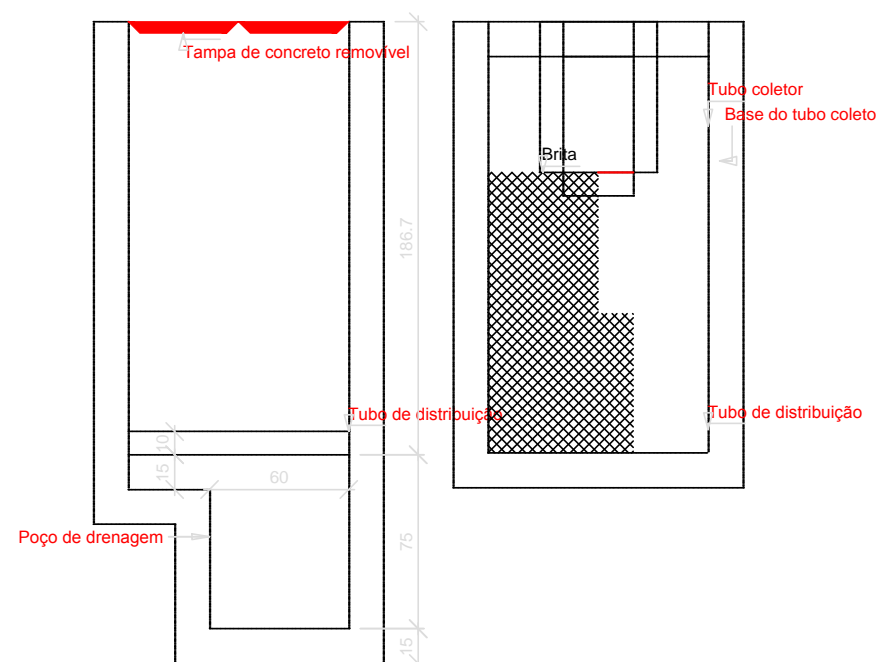 Tampa de concreto removível
Tubo coletor
Base do tubo coleto
Brita
186.7
Tubo de distribuição
Tubo de distribuição
10
15
60
Poço de drenagem
75
15